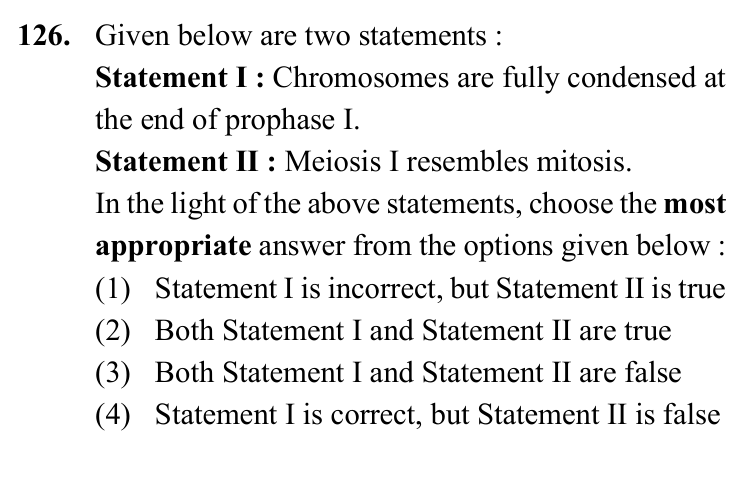 126. Given below are two statements :
Statement I : Chromosomes are fully condensed at
the end of prophase I.
Statement II : Meiosis I resembles mitosis.
In the light of the above statements, choose the most
appropriate answer from the options given below :
(1) Statement I is incorrect, but Statement II is true
(2) Both Statement I and Statement II are true
(3) Both Statement I and Statement II are false
(4) Statement I is correct, but Statement II is false